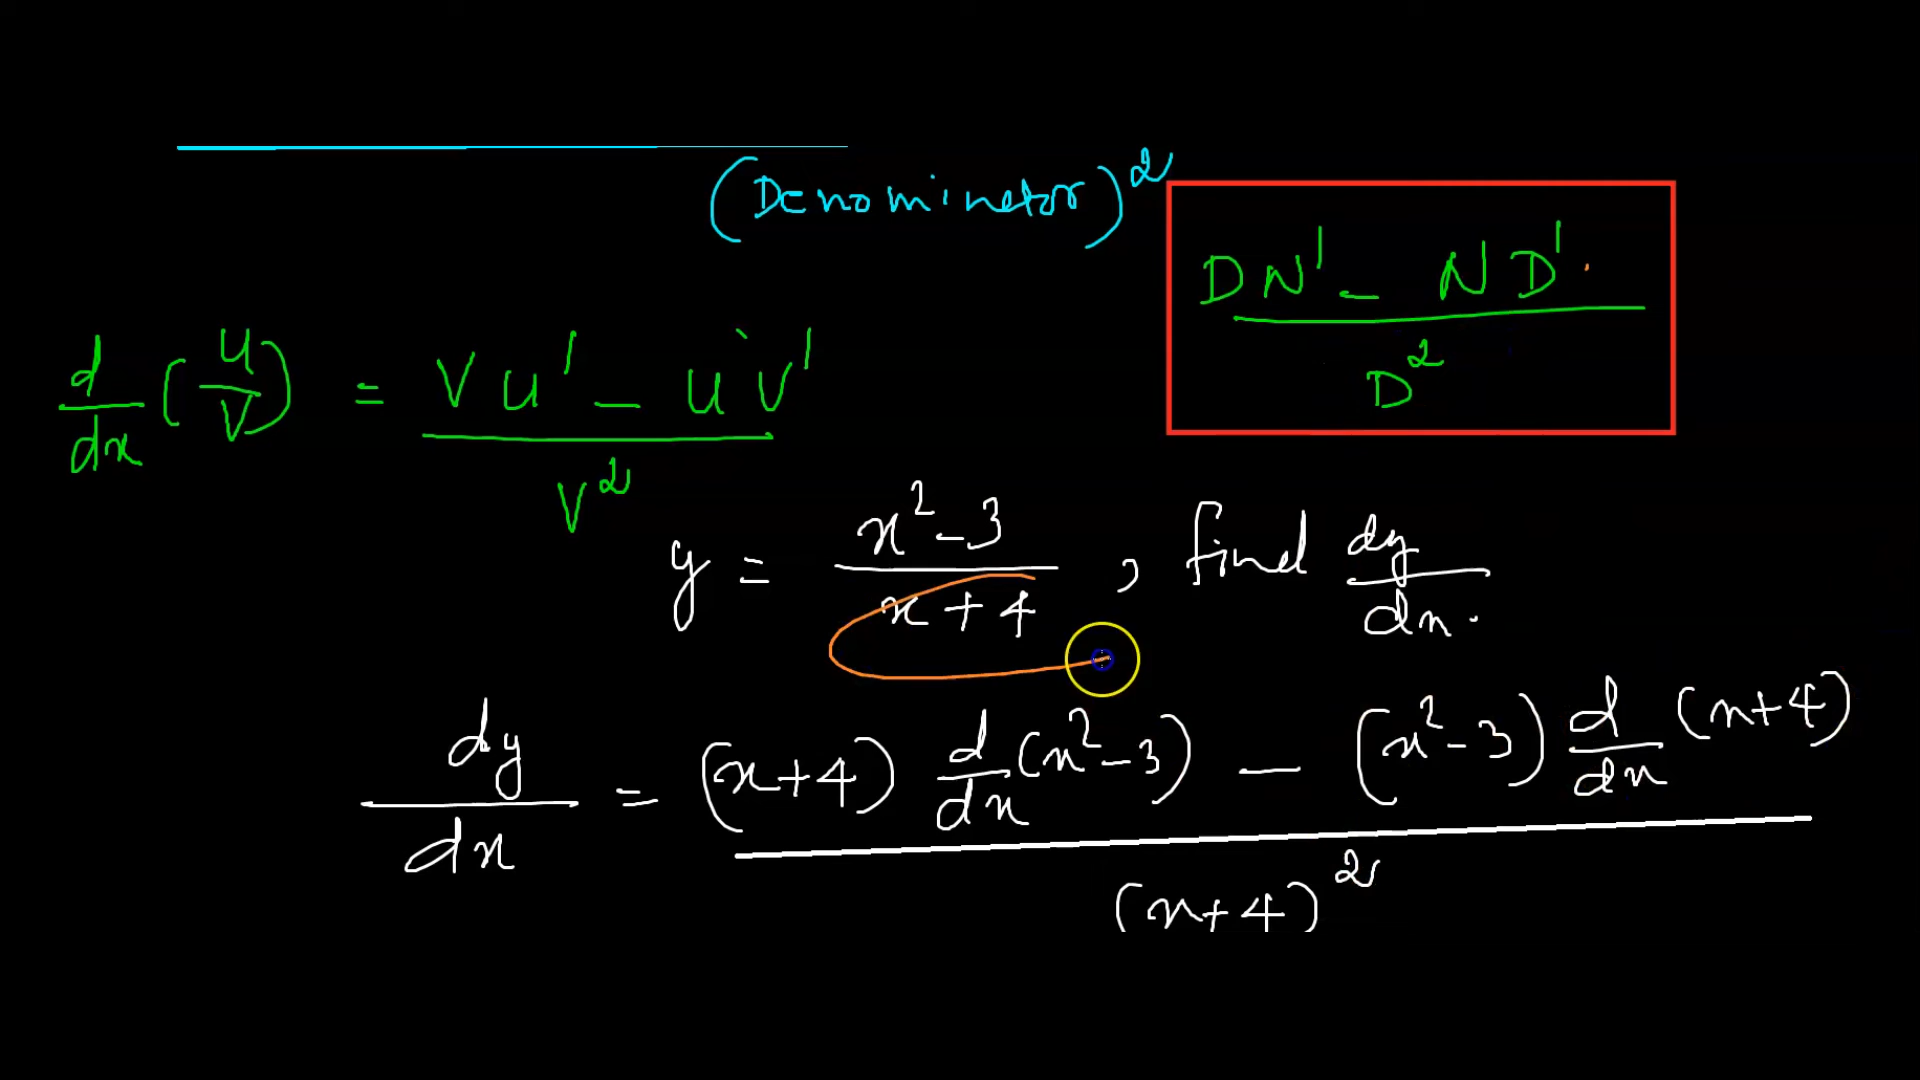 (Denominetor)²
DN' - ND'
D²
d/dx (u/v) = Vu' - uv' / v²
y = x²-3 / x+4 , find dy/dx.
dy/dx = (x+4) d/dx (x²-3) - (x²-3) d/dx (x+4)
(x+4)²